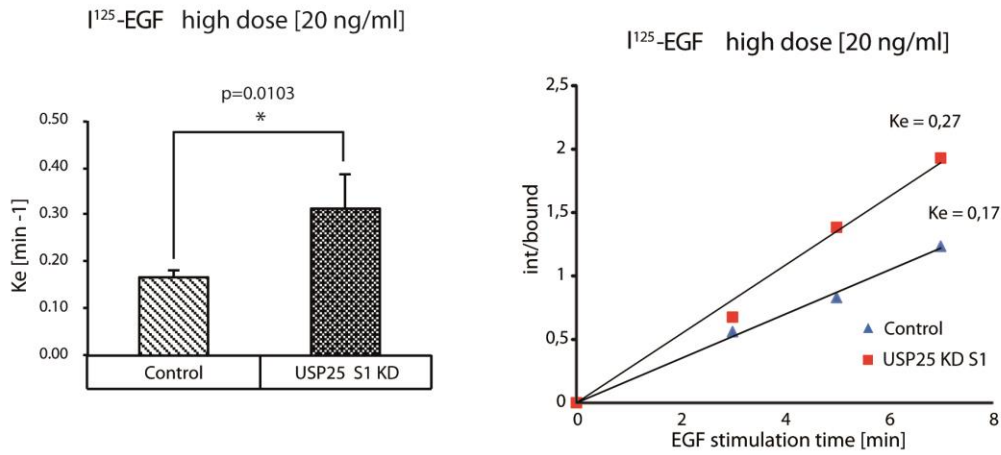 I¹²⁵-EGF high dose [20 ng/ml]
p=0.0103
*
0.50
0.40
0.30
0.20
0.10
0.00
Ke [min -1]
Control
USP25 S1 KD
I¹²⁵-EGF high dose [20 ng/ml]
2,5
2
1,5
1
0,5
0
int/bound
Ke = 0,27
Ke = 0,17
Control
USP25 KD S1
0 2 4 6 8
EGF stimulation time [min]